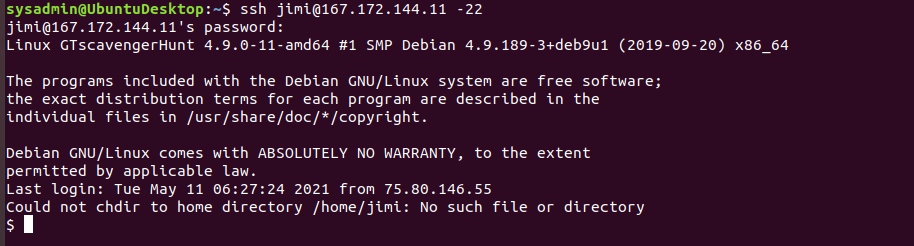 sysadmin@UbuntuDesktop:~$ ssh jimi@167.172.144.11 -22
jimi@167.172.144.11's password:
Linux GTscavengerHunt 4.9.0-11-amd64 #1 SMP Debian 4.9.189-3+deb9u1 (2019-09-20) x86_64
The programs included with the Debian GNU/Linux system are free software;
the exact distribution terms for each program are described in the
individual files in /usr/share/doc/*/copyright.
Debian GNU/Linux comes with ABSOLUTELY NO WARRANTY, to the extent
permitted by applicable law.
Last login: Tue May 11 06:27:24 2021 from 75.80.146.55
Could not chdir to home directory /home/jimi: No such file or directory
$